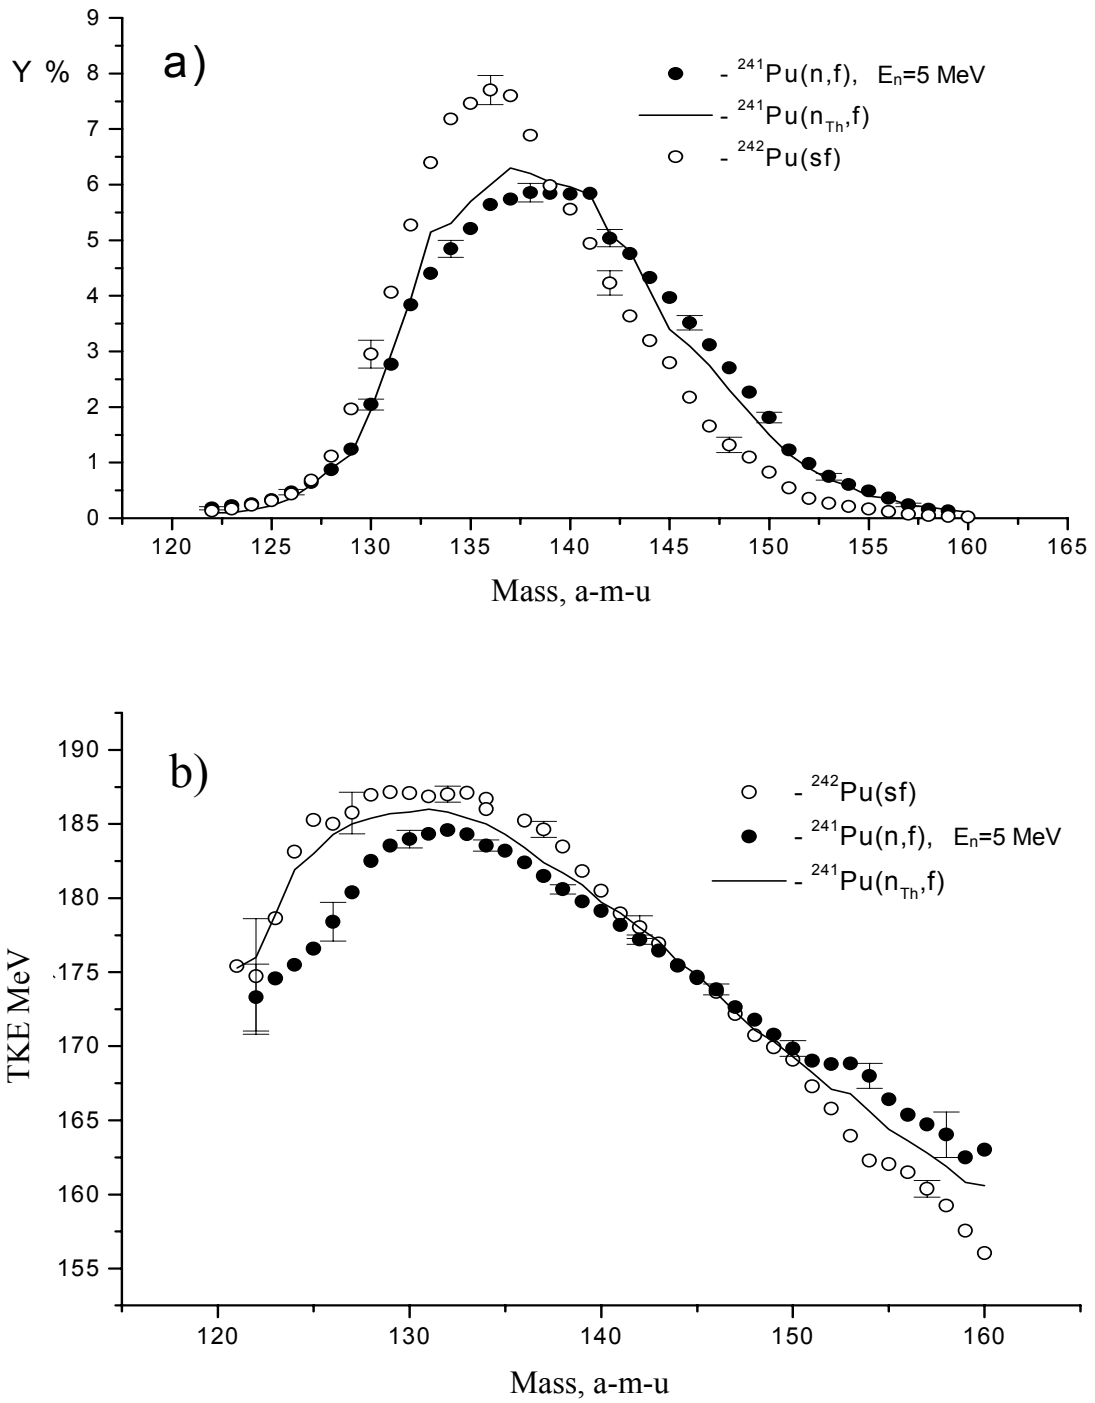 9
Y %
a)
8
- ²⁴¹Pu(n,f), Eₙ=5 MeV
7
- ²⁴¹Pu(n_Th,f)
- ²⁴²Pu(sf)
6
5
4
3
2
1
0
120 125 130 135 140 145 150 155 160 165
Mass, a-m-u
190
b)
- ²⁴²Pu(sf)
185
- ²⁴¹Pu(n,f), Eₙ=5 MeV
- ²⁴¹Pu(n_Th,f)
180
TKE MeV
175
170
165
160
155
120 130 140 150 160
Mass, a-m-u